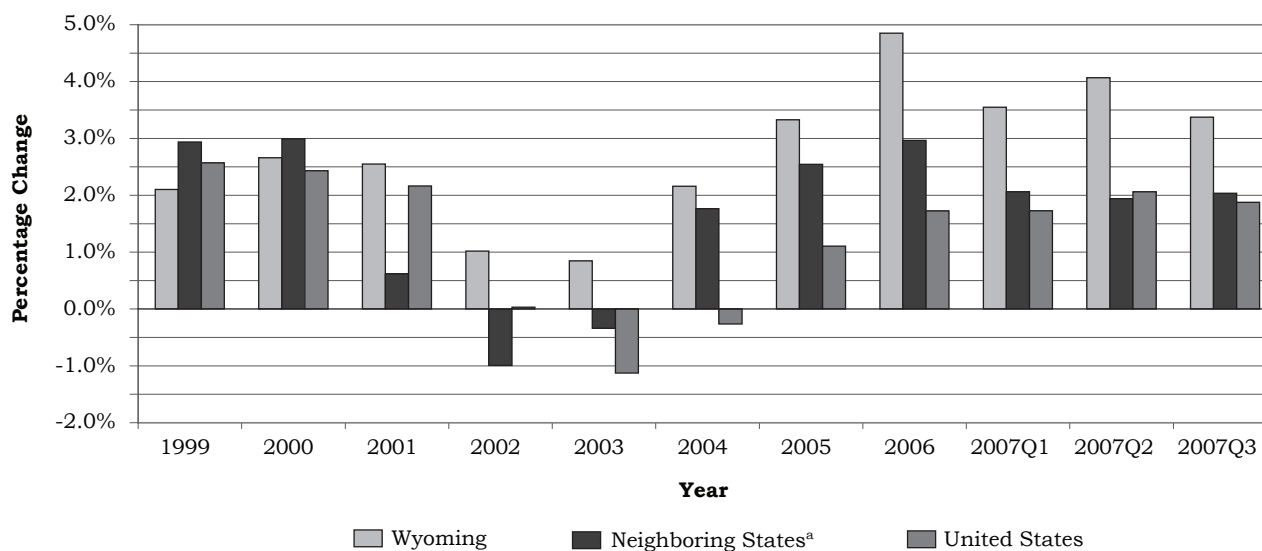 5.0%
4.0%
3.0%
2.0%
1.0%
0.0%
-1.0%
-2.0%
Percentage Change
1999 2000 2001 2002 2003 2004 2005 2006 2007Q1 2007Q2 2007Q3
Year
Wyoming Neighboring Statesᵃ United States